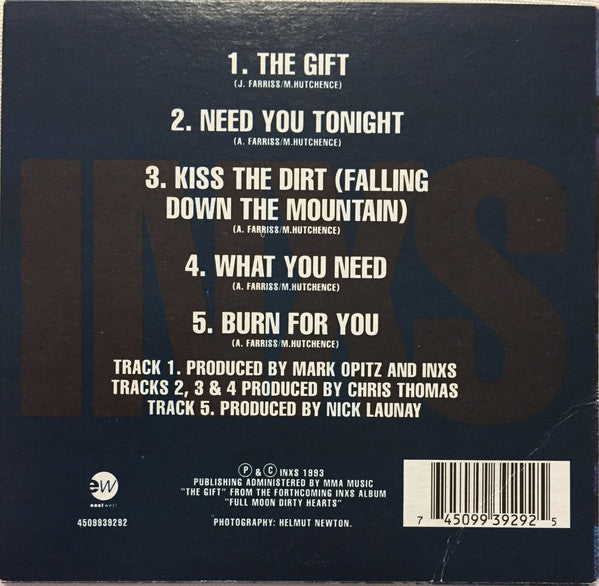 1. THE GIFT
(J. FARRISS/M.HUTCHENCE)
2. NEED YOU TONIGHT
(A. FARRISS/M.HUTCHENCE)
3. KISS THE DIRT (FALLING
DOWN THE MOUNTAIN)
(A. FARRISS/M.HUTCHENCE)
4. WHAT YOU NEED
(A. FARRISS/M.HUTCHENCE)
5. BURN FOR YOU
(A. FARRISS/M.HUTCHENCE)
INXS
TRACK 1. PRODUCED BY MARK OPITZ AND INXS
TRACKS 2, 3 & 4 PRODUCED BY CHRIS THOMAS
TRACK 5. PRODUCED BY NICK LAUNAY
ew
east west
4509939292
Ⓟ & Ⓒ INXS 1993
PUBLISHING ADMINISTERED BY MMA MUSIC
"THE GIFT" FROM THE FORTHCOMING INXS ALBUM
"FULL MOON DIRTY HEARTS"
PHOTOGRAPHY: HELMUT NEWTON.
7 45099 39292 5